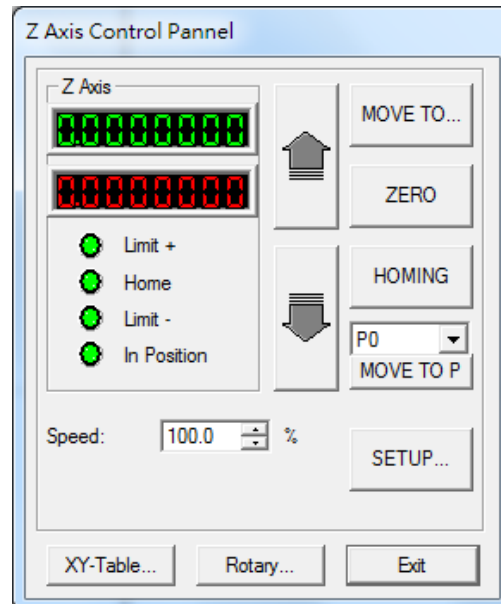 Z Axis Control Pannel
Z Axis
0.0000000
0.0000000
Limit +
Home
Limit -
In Position
MOVE TO...
ZERO
HOMING
P0
MOVE TO P
Speed: 100.0 %
SETUP...
XY-Table... Rotary... Exit